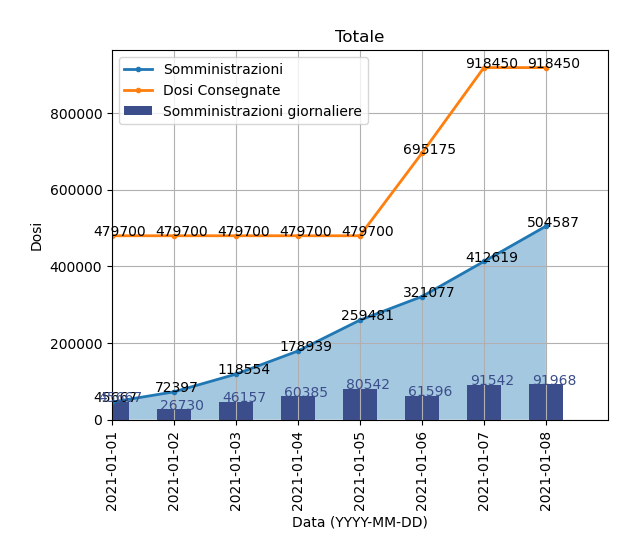 Totale
Somministrazioni
Dosi Consegnate
Somministrazioni giornaliere
918450 918450
800000
695175
600000
479700 479700 479700 479700 479700
504587
400000
412619
321077
259481
200000
178939
118554
72397
45667
26730 46157 60385 80542 61596 91542 91968
0
2021-01-01 2021-01-02 2021-01-03 2021-01-04 2021-01-05 2021-01-06 2021-01-07 2021-01-08
Dosi
Data (YYYY-MM-DD)